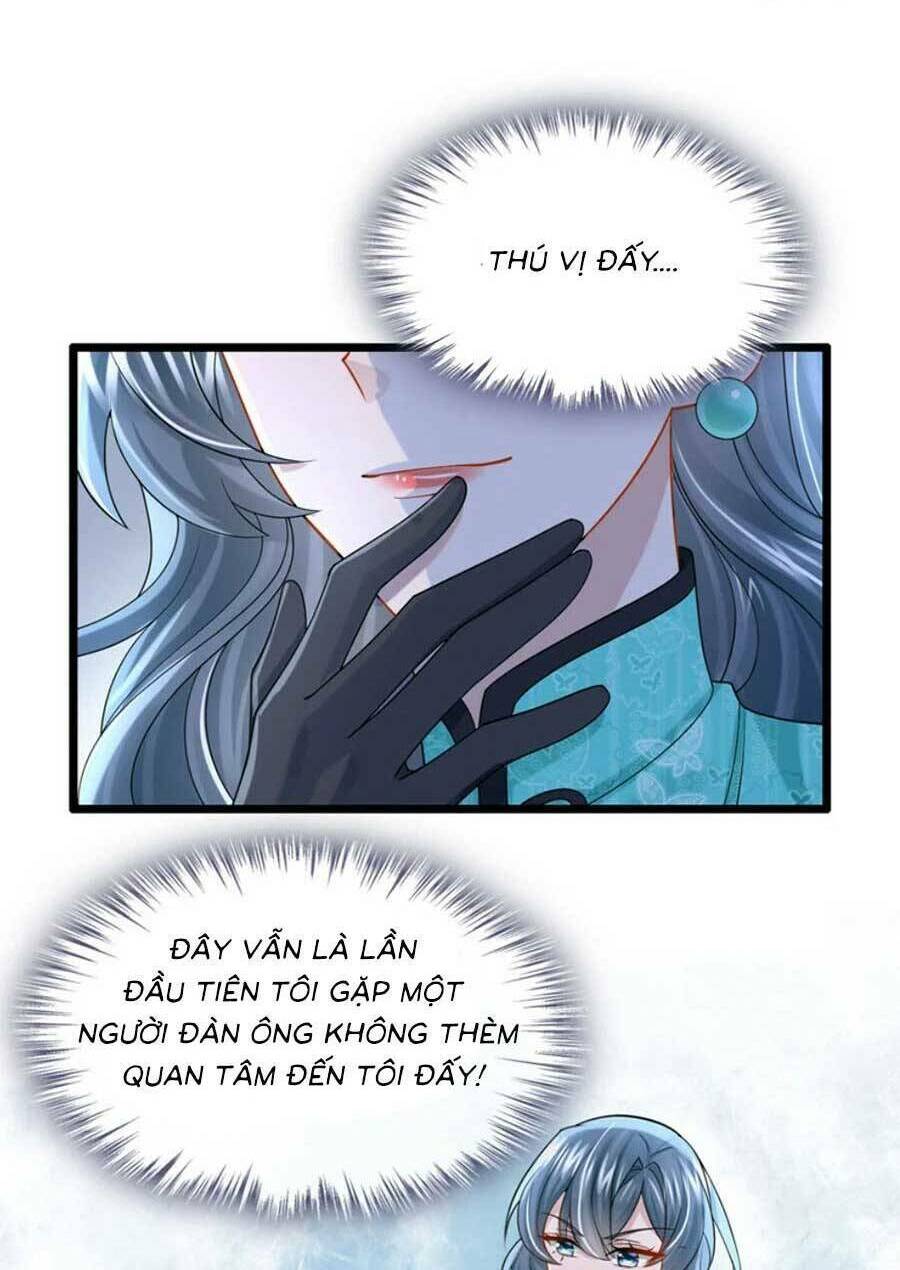 THÚ VỊ ĐẤY....
ĐÂY VẪN LÀ LẦN
ĐẦU TIÊN TÔI GẶP MỘT
NGƯỜI ĐÀN ÔNG KHÔNG THÈM
QUAN TÂM ĐẾN TÔI ĐẤY!